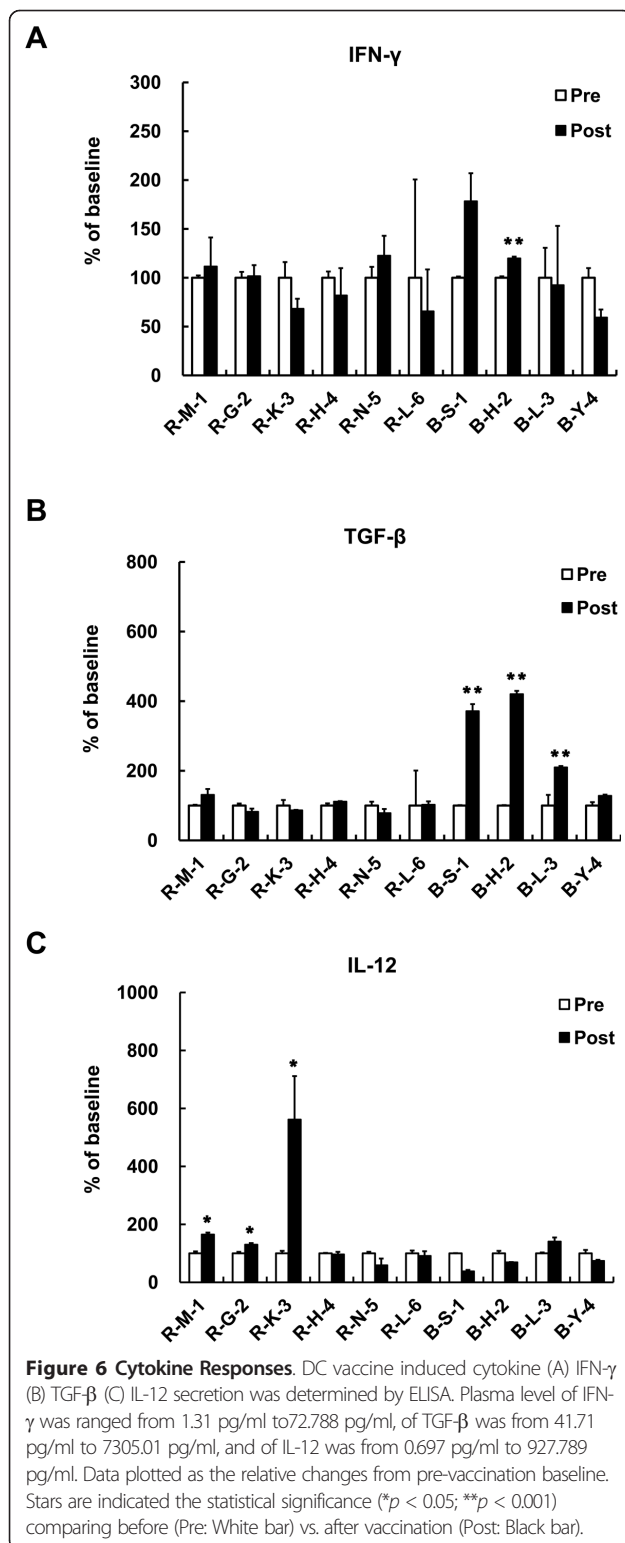 A
IFN-γ
300
250
200
150
100
50
0
% of baseline
Pre
Post
**
R-M-1
R-G-2
R-K-3
R-H-4
R-N-5
R-L-6
B-S-1
B-H-2
B-L-3
B-Y-4
B
TGF-β
800
600
400
200
0
% of baseline
Pre
Post
**
**
**
R-M-1
R-G-2
R-K-3
R-H-4
R-N-5
R-L-6
B-S-1
B-H-2
B-L-3
B-Y-4
C
IL-12
1000
800
600
400
200
0
% of baseline
Pre
Post
*
*
*
R-M-1
R-G-2
R-K-3
R-H-4
R-N-5
R-L-6
B-S-1
B-H-2
B-L-3
B-Y-4
Figure 6 Cytokine Responses. DC vaccine induced cytokine (A) IFN-γ
(B) TGF-β (C) IL-12 secretion was determined by ELISA. Plasma level of IFN-
γ was ranged from 1.31 pg/ml to72.788 pg/ml, of TGF-β was from 41.71
pg/ml to 7305.01 pg/ml, and of IL-12 was from 0.697 pg/ml to 927.789
pg/ml. Data plotted as the relative changes from pre-vaccination baseline.
Stars are indicated the statistical significance (*p < 0.05; **p < 0.001)
comparing before (Pre: White bar) vs. after vaccination (Post: Black bar).